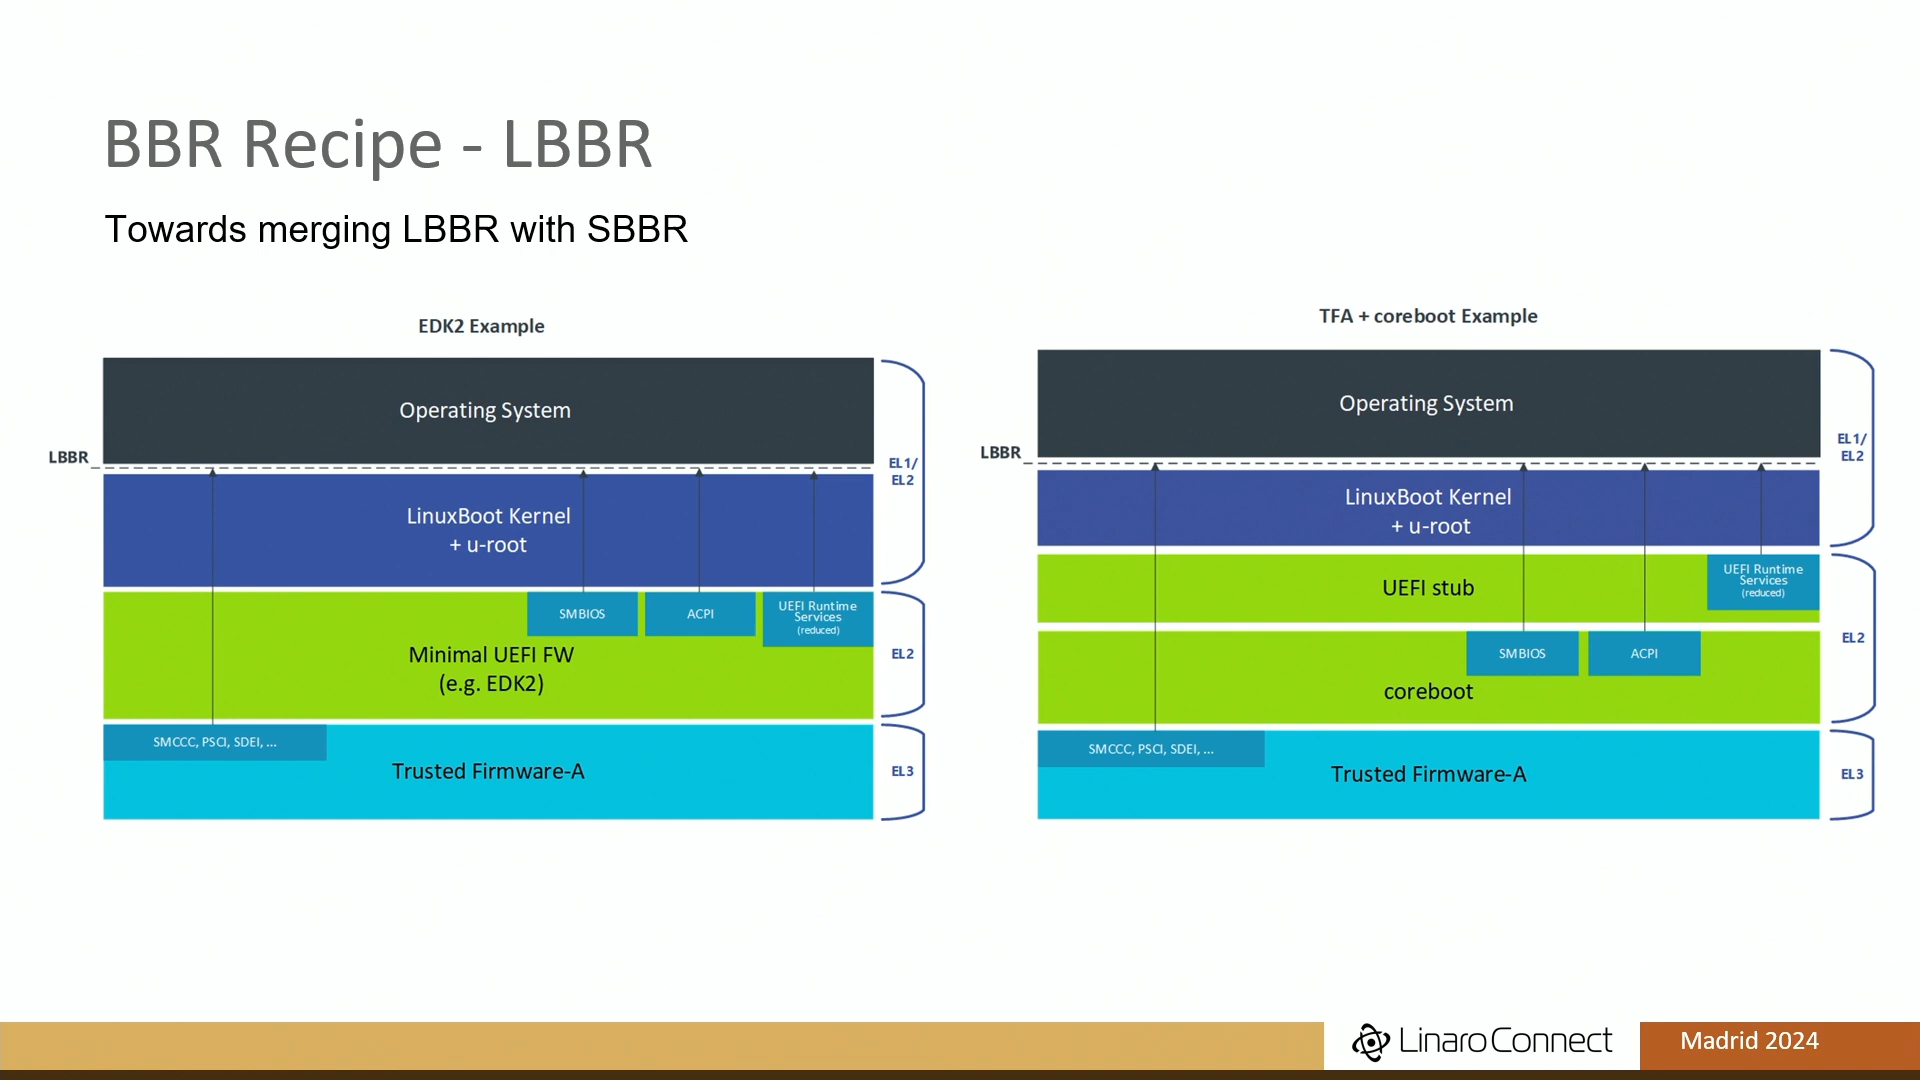 BBR Recipe - LBBR
Towards merging LBBR with SBBR
EDK2 Example
Operating System
LBBR
EL1/
EL2
LinuxBoot Kernel
+ u-root
SMBIOS
ACPI
UEFI Runtime
Services
(reduced)
Minimal UEFI FW
(e.g. EDK2)
EL2
SMCCC, PSCI, SDEI, ...
Trusted Firmware-A
EL3
TFA + coreboot Example
Operating System
LBBR
EL1/
EL2
LinuxBoot Kernel
+ u-root
UEFI stub
UEFI Runtime
Services
(reduced)
EL2
SMBIOS
ACPI
coreboot
SMCCC, PSCI, SDEI, ...
Trusted Firmware-A
EL3
Linaro Connect
Madrid 2024